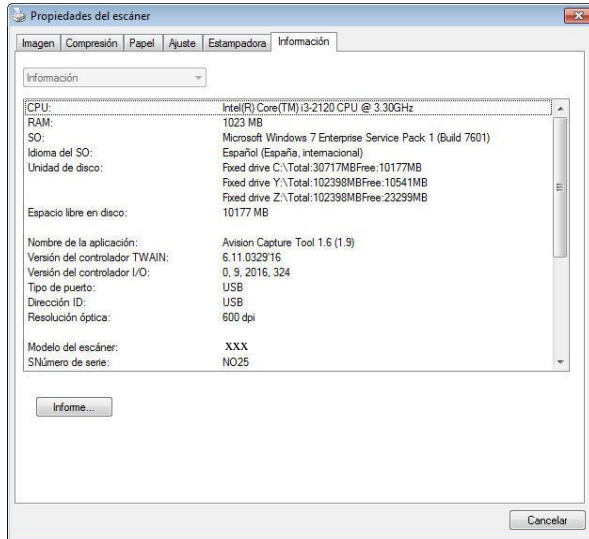 Propiedades del escáner
Imagen Compresión Papel Ajuste Estampadora Información
Información
CPU: Intel(R) Core(TM) i3-2120 CPU @ 3.30GHz
RAM: 1023 MB
SO: Microsoft Windows 7 Enterprise Service Pack 1 (Build 7601)
Idioma del SO: Español (España, internacional)
Unidad de disco: Fixed drive C:\Total:30717MBFree:10177MB
Fixed drive Y:\Total:102398MBFree:10541MB
Fixed drive Z:\Total:102398MBFree:23299MB
Espacio libre en disco: 10177 MB
Nombre de la aplicación: Avision Capture Tool 1.6 (1.9)
Versión del controlador TWAIN: 6.11.0329'16
Versión del controlador I/O: 0, 9, 2016, 324
Tipo de puerto: USB
Dirección ID: USB
Resolución óptica: 600 dpi
Modelo del escáner: XXX
SNúmero de serie: NO25
Informe...
Cancelar